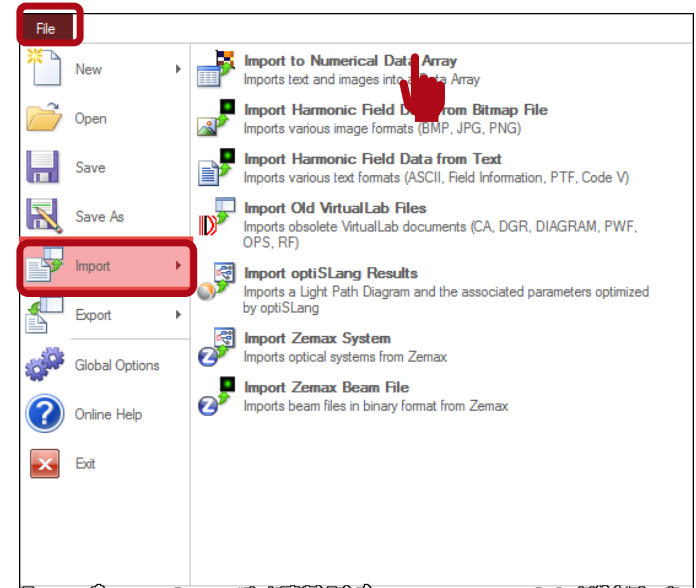 File
New
Open
Save
Save As
Import
Export
Global Options
Online Help
Exit
Import to Numerical Data Array
Imports text and images into a Data Array
Import Harmonic Field Data from Bitmap File
Imports various image formats (BMP, JPG, PNG)
Import Harmonic Field Data from Text
Imports various text formats (ASCII, Field Information, PTF, Code V)
Import Old VirtualLab Files
Imports obsolete VirtualLab documents (CA, DGR, DIAGRAM, PWF,
OPS, RF)
Import optiSLang Results
Imports a Light Path Diagram and the associated parameters optimized
by optiSLang
Import Zemax System
Imports optical systems from Zemax
Import Zemax Beam File
Imports beam files in binary format from Zemax